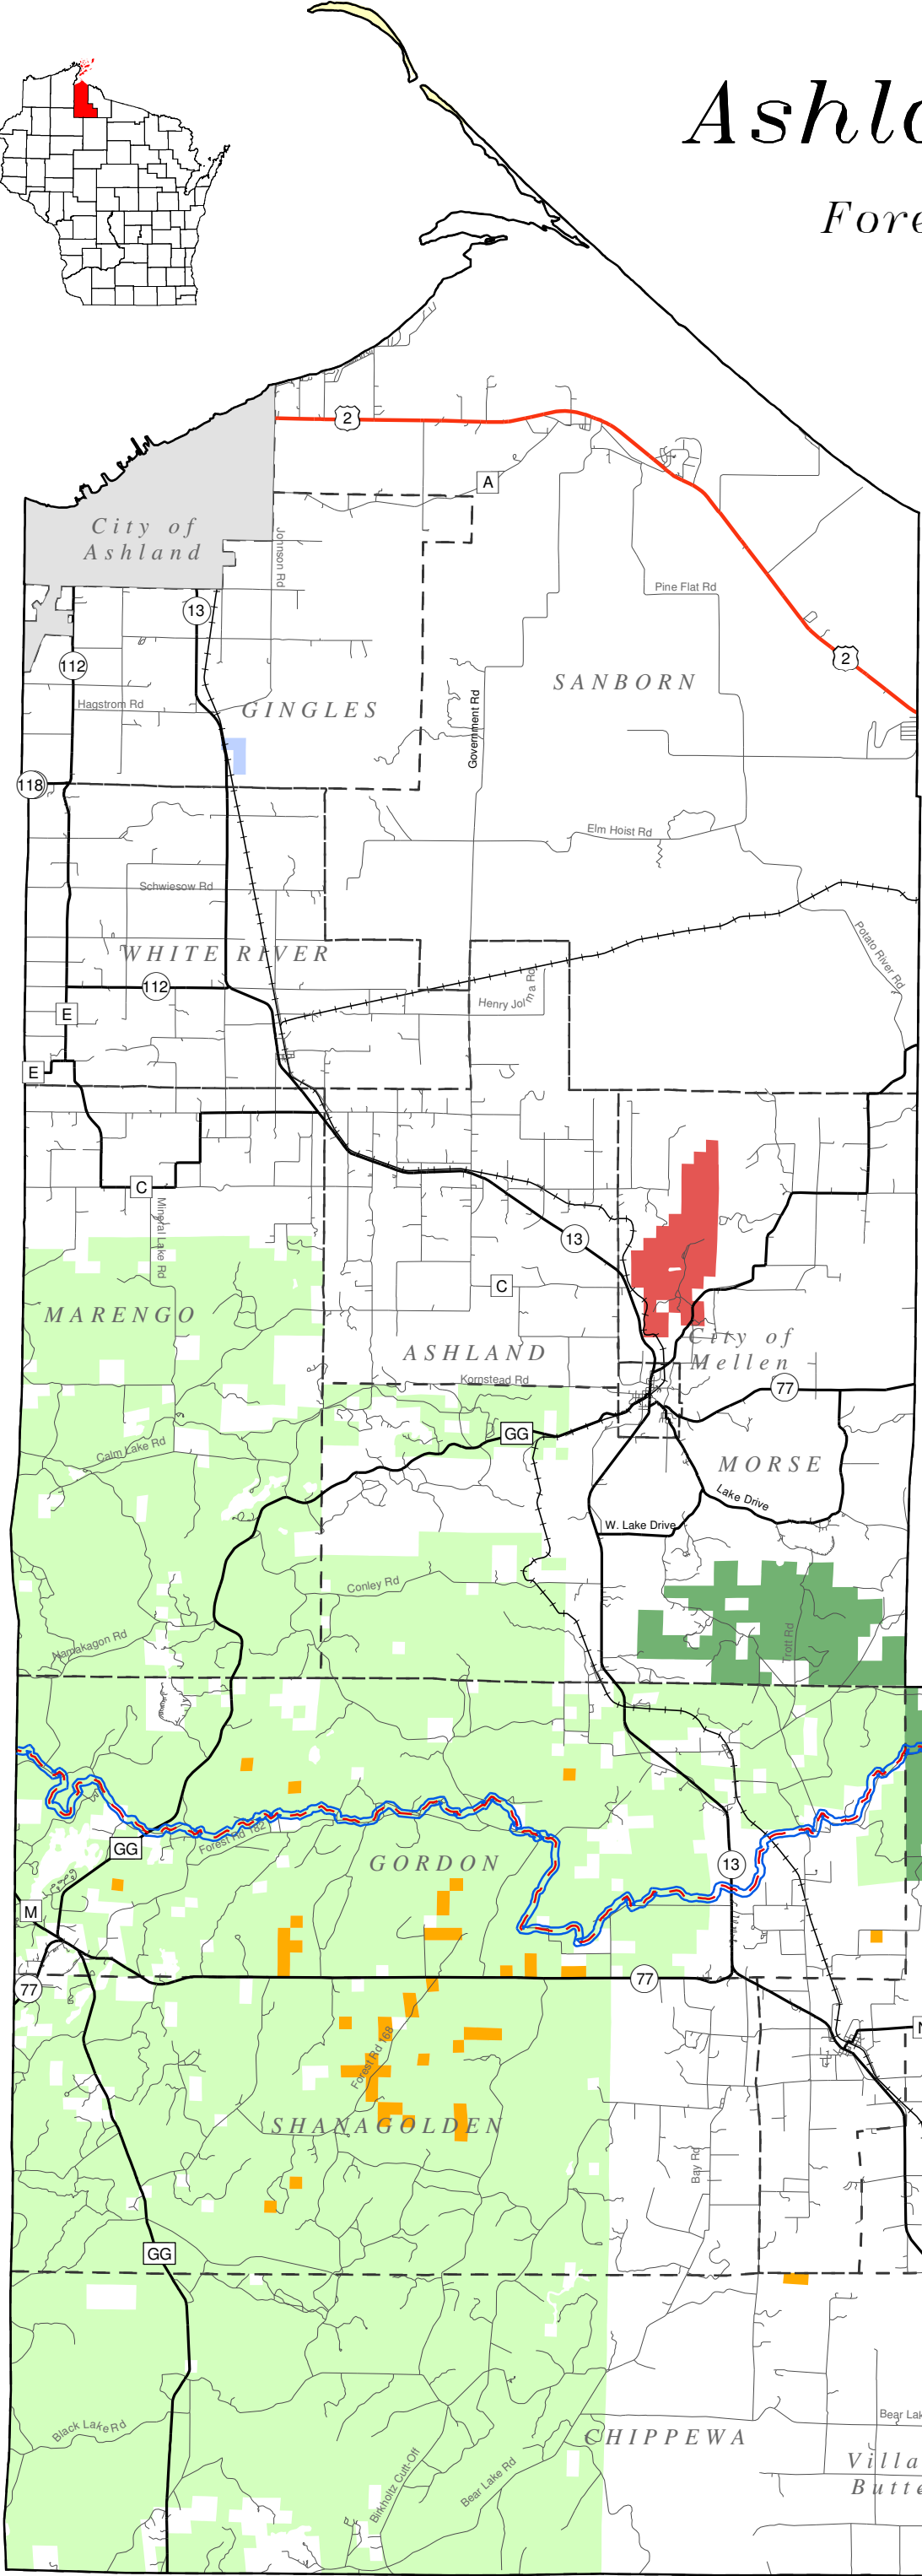 Ashla
Fore
2
A
City of
Ashland
Johnson Rd
13
Pine Flat Rd
112
2
SANBORN
Hagstrom Rd
GINGLES
Government Rd
118
Elm Hoist Rd
Schwiesow Rd
WHITE RIVER
Potato River Rd
112
Henry Jolma Rd
E
E
C
Mineral Lake Rd
13
C
MARENGO
City of
Mellen
ASHLAND
Kornstead Rd
77
GG
Calm Lake Rd
MORSE
Lake Drive
W. Lake Drive
Conley Rd
Trott Rd
Namakagon Rd
Forest Rd 182
GG
GORDON
13
M
77
77
Forest Rd 168
SHANAGOLDEN
Bay Rd
GG
Black Lake Rd
Bear Lak
CHIPPEWA
Birkholtz Cutt-Off
Bear Lake Rd
Villa
Butte